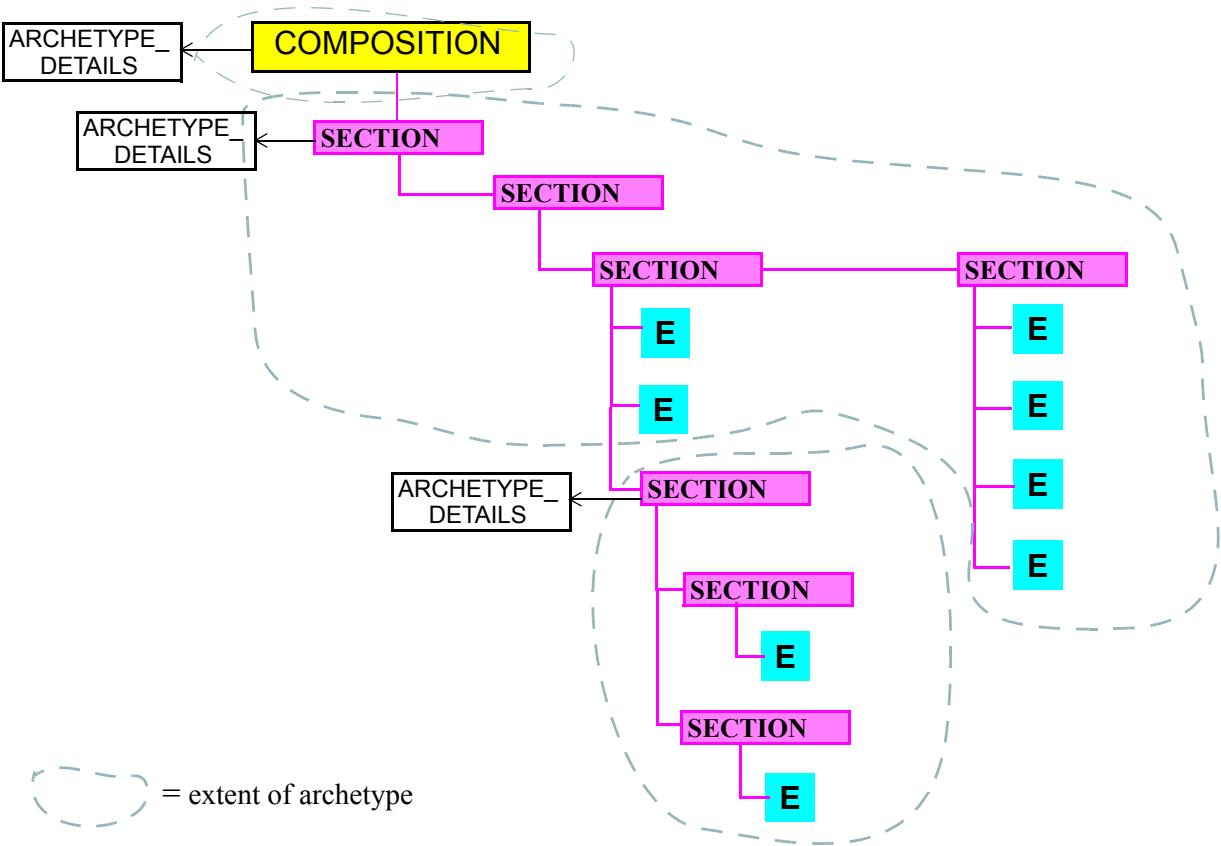 COMPOSITION
ARCHETYPE_
DETAILS
ARCHETYPE_
DETAILS
SECTION
SECTION
SECTION
SECTION
E
E
E
E
E
E
ARCHETYPE_
DETAILS
SECTION
SECTION
E
SECTION
E
= extent of archetype